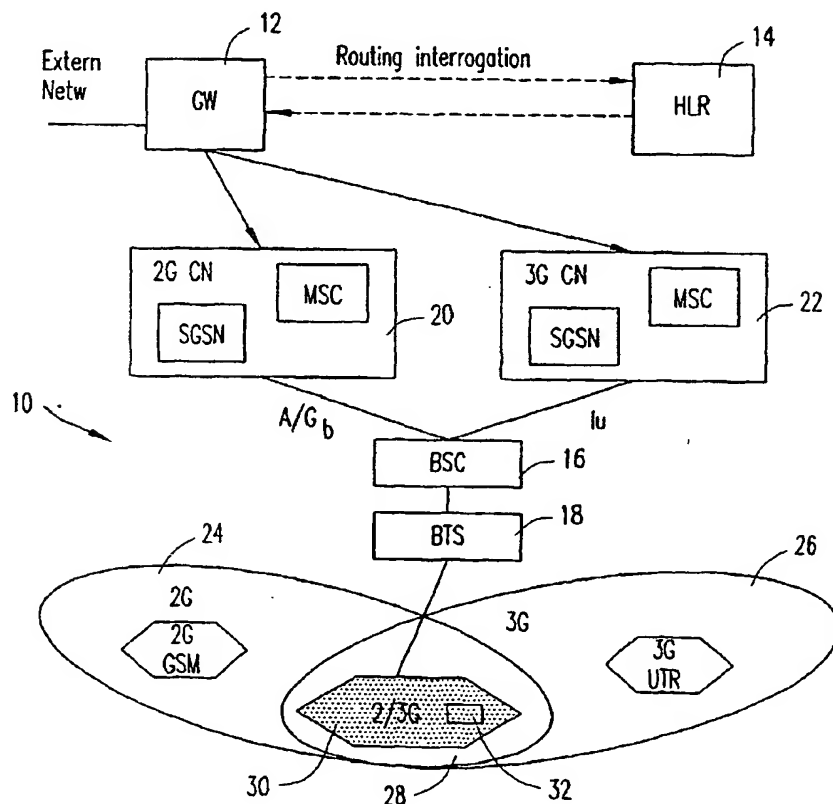 12
Extern
Netw
GW
Routing interrogation
14
HLR
2G CN
MSC
SGSN
20
3G CN
MSC
SGSN
22
10
A/Gb
Iu
BSC
16
BTS
18
24
2G
2G
GSM
26
3G
3G
UTR
2/3G
30
28
32